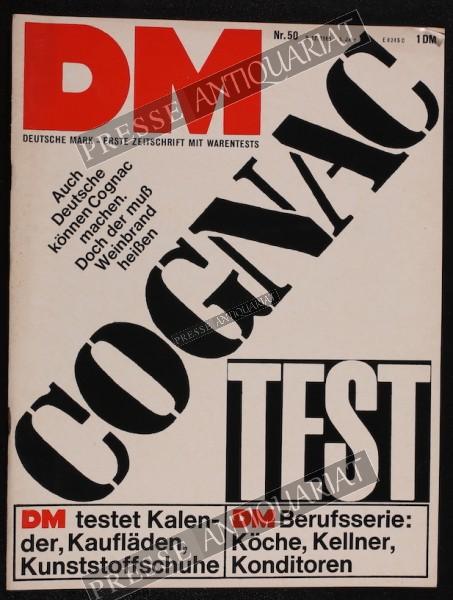 DM
Nr. 50
1 DM
DEUTSCHE MARK - ERSTE ZEITSCHRIFT MIT WARENTESTS
Auch
Deutsche
können Cognac
machen.
Doch der muß
Weinbrand
heißen
COGNAC
TEST
DM testet Kalen-
der, Kaufläden,
Kunststoffschuhe
DM Berufsserie:
Köche, Kellner,
Konditoren
PRESSE ANTIQUARIAT
PRESSE ANTIQUARIAT
PRESSE ANTIQUARIAT